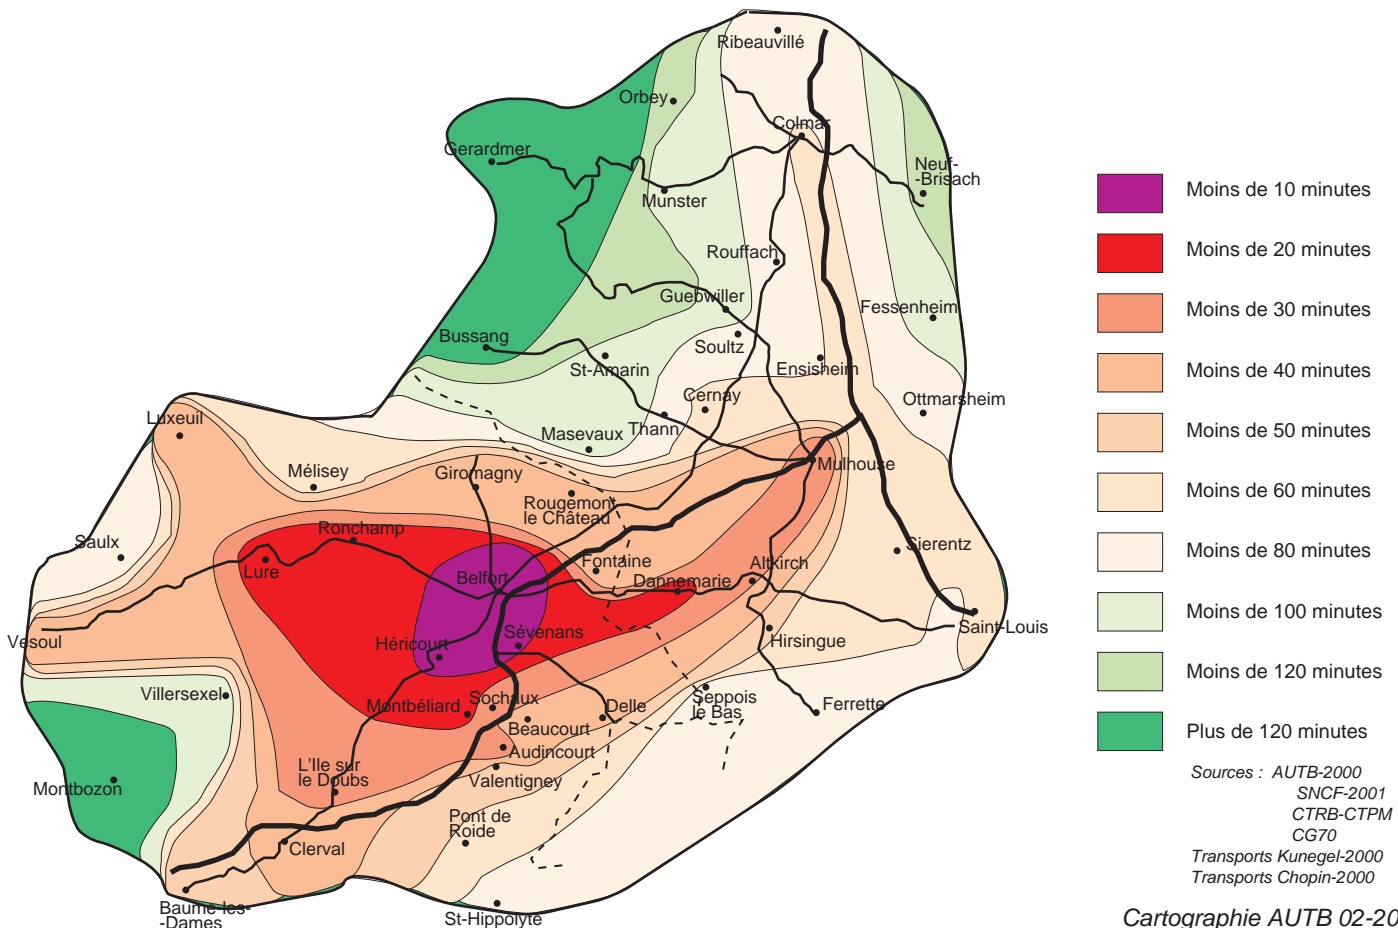 Ribeauvillé
Orbey
Colmar
Gerardmer
Neuf-
-Brisach
Munster
Rouffach
Guebwiller
Fessenheim
Bussang
Soultz
St-Amarin
Ensisheim
Cernay
Ottmarsheim
Luxeuil
Thann
Masevaux
Mulhouse
Mélisey
Giromagny
Rougemont
le Château
Ronchamp
Saulx
Sierentz
Lure
Fontaine
Altkirch
Belfort
Dannemarie
Vesoul
Héricourt
Sévenans
Hirsingue
Saint-Louis
Villersexel
Montbéliard
Sochaux
Delle
Seppois
le Bas
Ferrette
Beaucourt
Audincourt
L'Ile sur
le Doubs
Valentigney
Montbozon
Pont de
Roide
Clerval
Baume-les-
-Dames
St-Hippolyte
Moins de 10 minutes
Moins de 20 minutes
Moins de 30 minutes
Moins de 40 minutes
Moins de 50 minutes
Moins de 60 minutes
Moins de 80 minutes
Moins de 100 minutes
Moins de 120 minutes
Plus de 120 minutes
Sources : AUTB-2000
SNCF-2001
CTRB-CTPM
CG70
Transports Kunegel-2000
Transports Chopin-2000
Cartographie AUTB 02-20